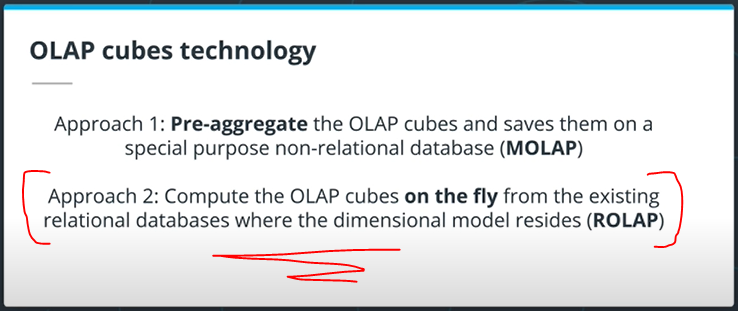 OLAP cubes technology
Approach 1: Pre-aggregate the OLAP cubes and saves them on a
special purpose non-relational database (MOLAP)
Approach 2: Compute the OLAP cubes on the fly from the existing
relational databases where the dimensional model resides (ROLAP)